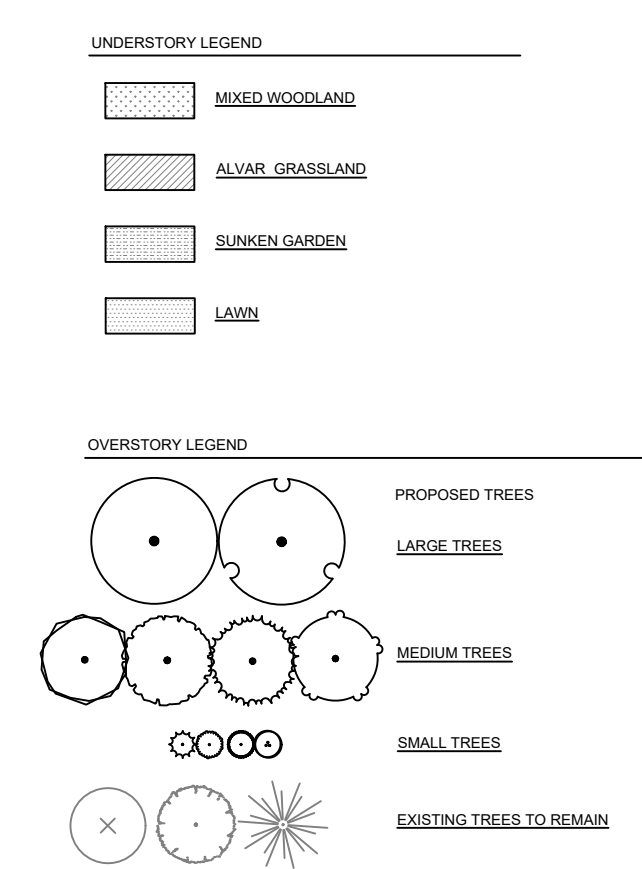 UNDERSTORY LEGEND
MIXED WOODLAND
ALVAR GRASSLAND
SUNKEN GARDEN
LAWN
OVERSTORY LEGEND
PROPOSED TREES
LARGE TREES
MEDIUM TREES
SMALL TREES
EXISTING TREES TO REMAIN